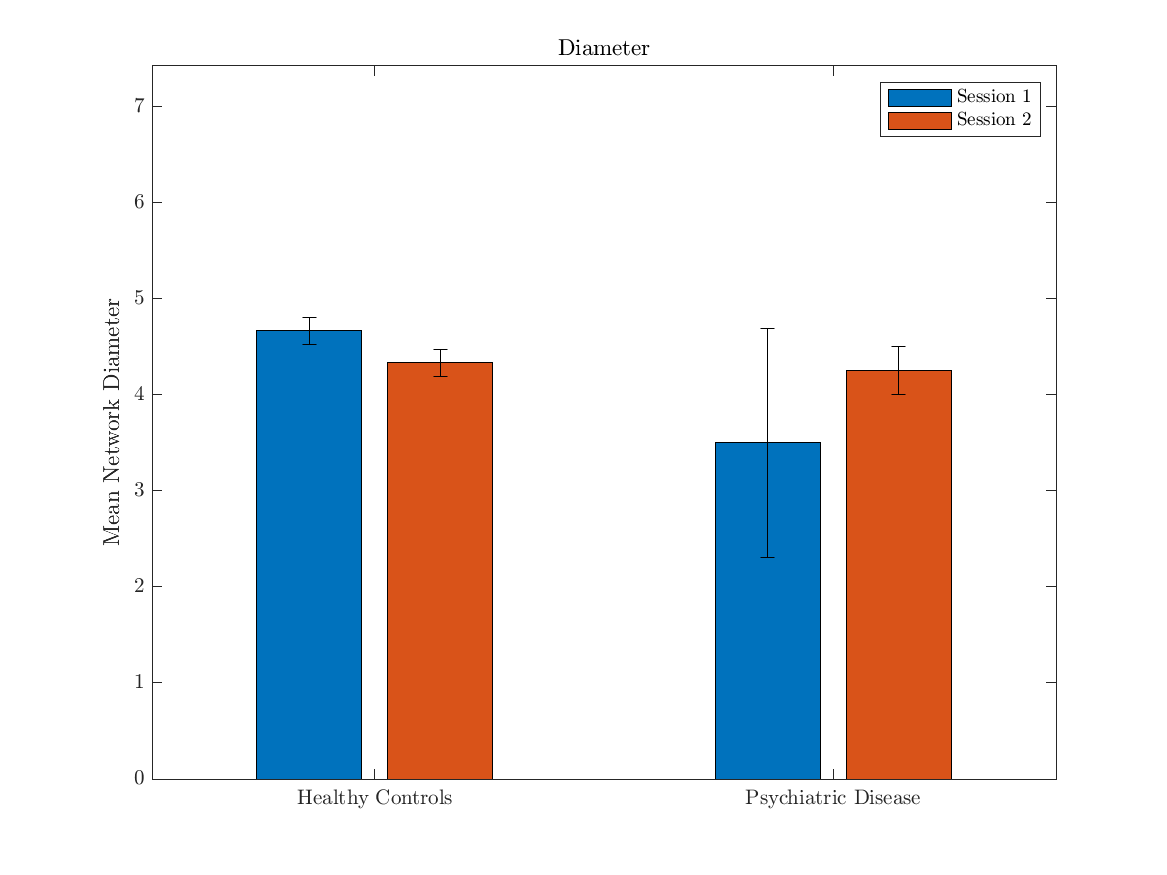 Diameter
Session 1
Session 2
7
6
5
4
3
2
1
0
Mean Network Diameter
Healthy Controls
Psychiatric Disease